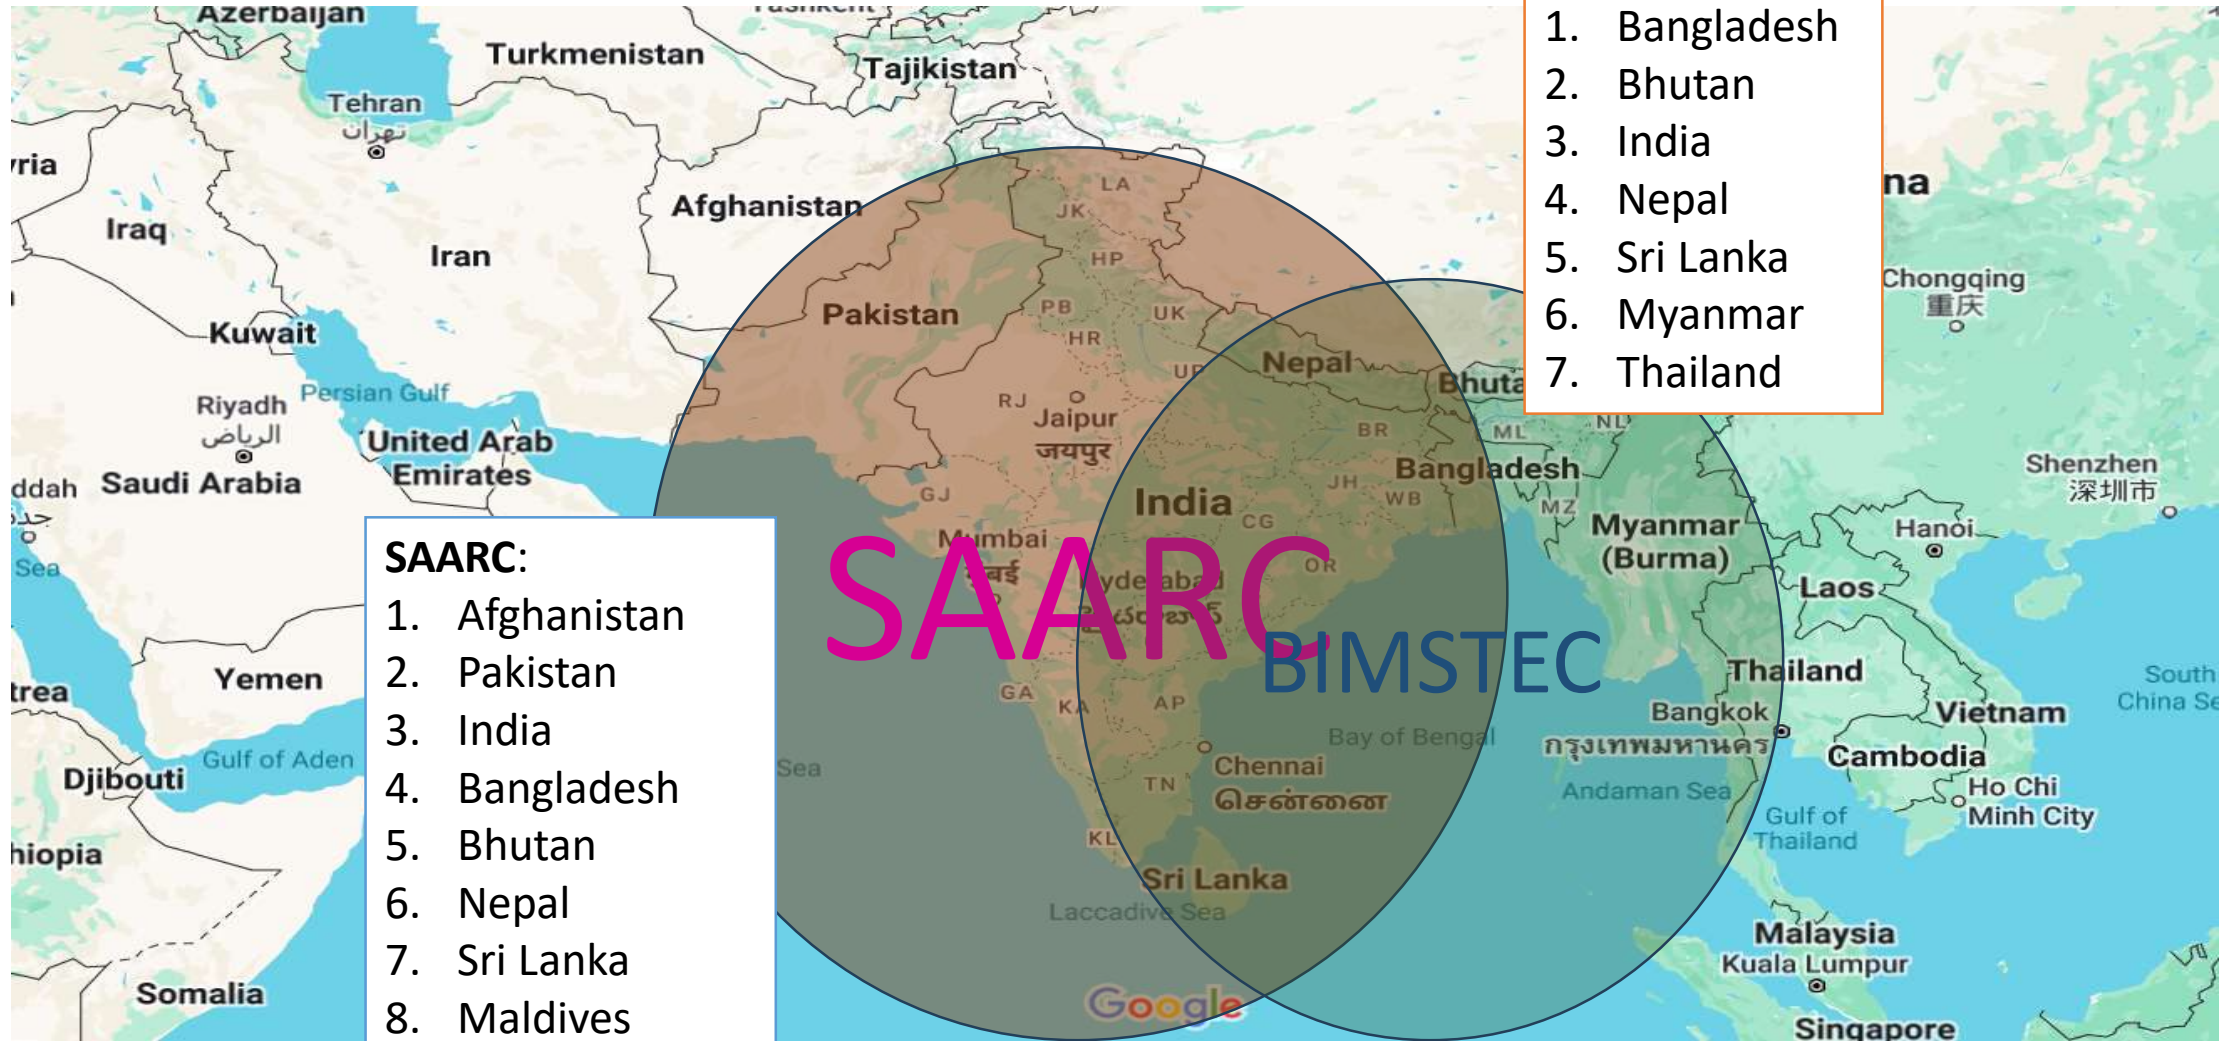 Azerbaijan
Turkmenistan
Tajikistan
Tehran
تهران
Afghanistan
Iraq
Iran
Kuwait
Persian Gulf
Riyadh
الرياض
United Arab
Emirates
Saudi Arabia
Yemen
Gulf of Aden
Djibouti
Somalia
SAARC:
1. Afghanistan
2. Pakistan
3. India
4. Bangladesh
5. Bhutan
6. Nepal
7. Sri Lanka
8. Maldives
1. Bangladesh
2. Bhutan
3. India
4. Nepal
5. Sri Lanka
6. Myanmar
7. Thailand
LA
JK
HP
Pakistan
PB
UK
HR
UP
Nepal
RJ
Jaipur
जयपुर
BR
ML
NL
Bangladesh
GJ
India
JH
WB
CG
MZ
Mumbai
OR
SAARC
BIMSTEC
GA
KA
AP
Bay of Bengal
Sea
Chennai
சென்னை
TN
KL
Sri Lanka
Laccadive Sea
Google
Chongqing
重庆
Shenzhen
深圳市
Myanmar
(Burma)
Hanoi
Laos
Thailand
Bangkok
กรุงเทพมหานคร
Vietnam
South
Cambodia
Andaman Sea
Ho Chi
Minh City
Gulf of
Thailand
Malaysia
Kuala Lumpur
Singapore